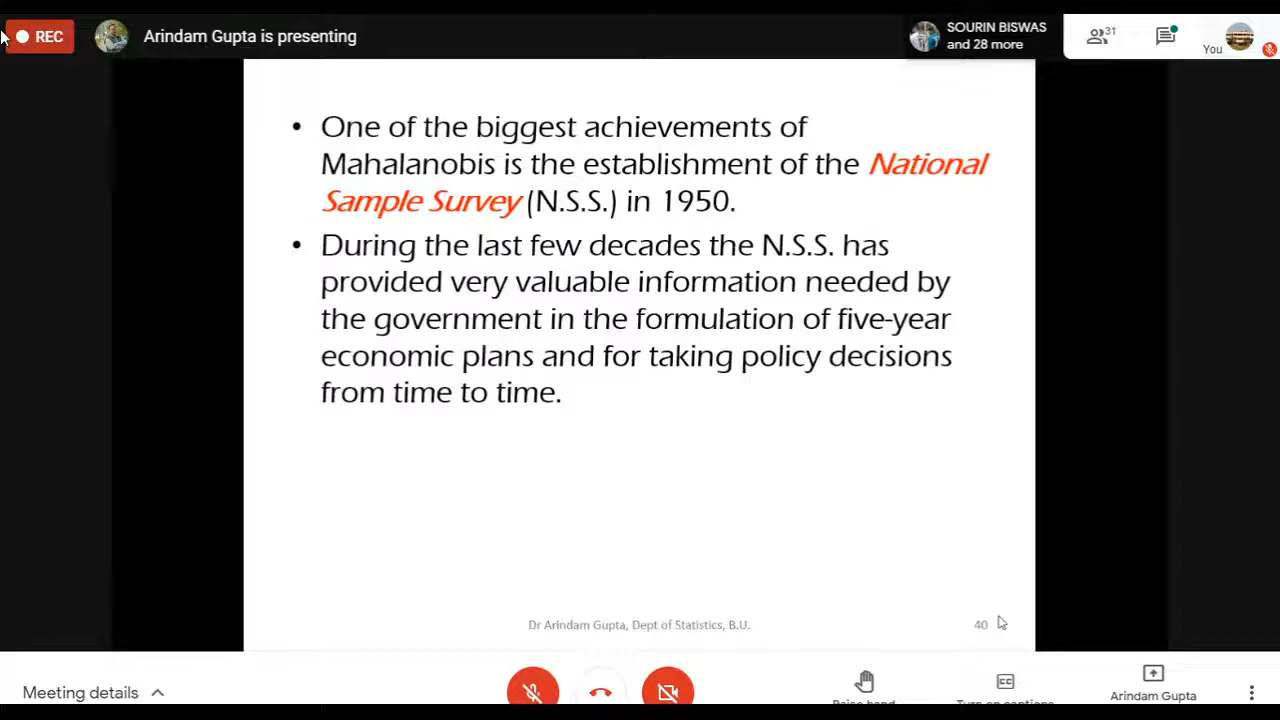 REC
Arindam Gupta is presenting
SOURIN BISWAS
and 28 more
31
You
• One of the biggest achievements of
Mahalanobis is the establishment of the National
Sample Survey (N.S.S.) in 1950.
• During the last few decades the N.S.S. has
provided very valuable information needed by
the government in the formulation of five-year
economic plans and for taking policy decisions
from time to time.
Dr Arindam Gupta, Dept of Statistics, B.U.
40
Meeting details
Raise hand
CC
Turn on captions
Arindam Gupta